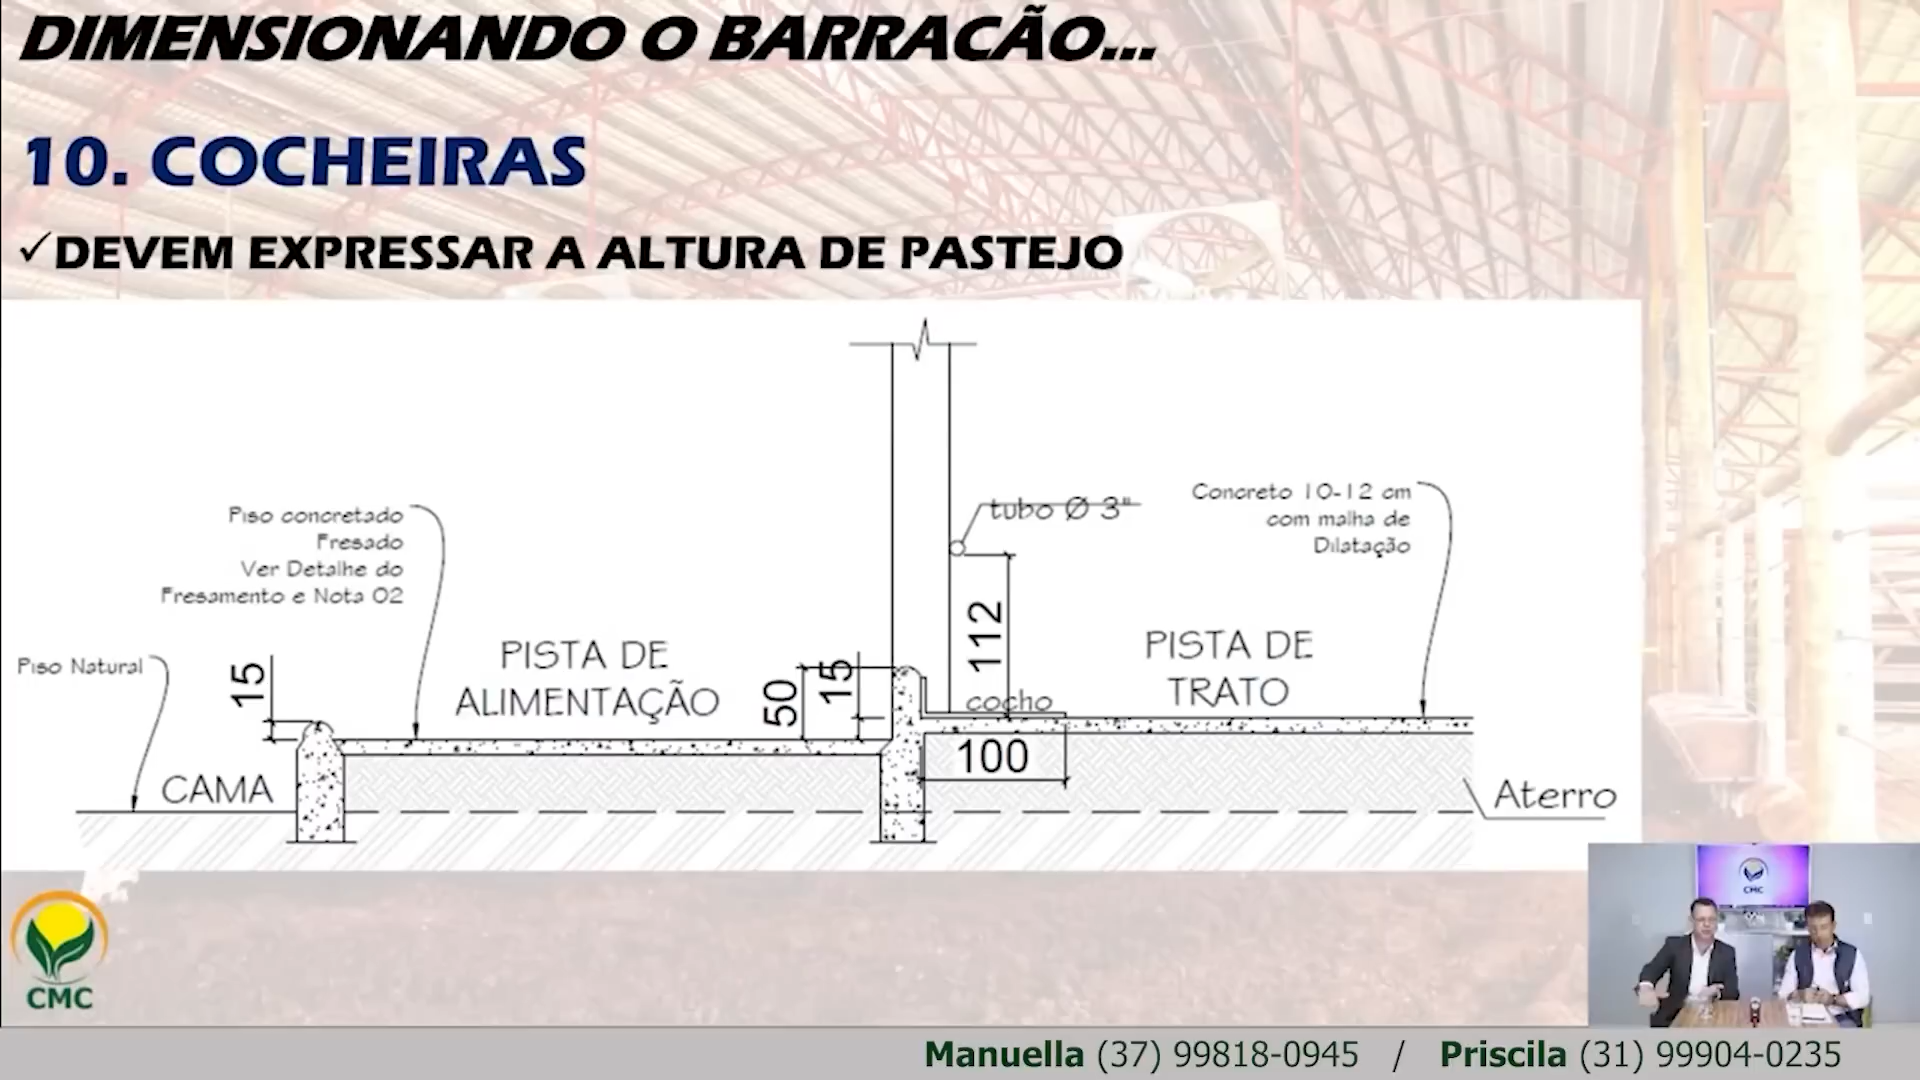 DIMENSIONANDO O BARRACÃO...
10. COCHEIRAS
✓DEVEM EXPRESSAR A ALTURA DE PASTEJO
Piso concretado
Fresado
Ver Detalhe do
Fresamento e Nota 02
Piso Natural
15
PISTA DE
ALIMENTAÇÃO
50
15
tubo Ø 3"
112
cocho
100
Concreto 10-12 cm
com malha de
Dilatação
PISTA DE
TRATO
CAMA
Aterro
CMC
CMC
Manuella (37) 99818-0945 / Priscila (31) 99904-0235